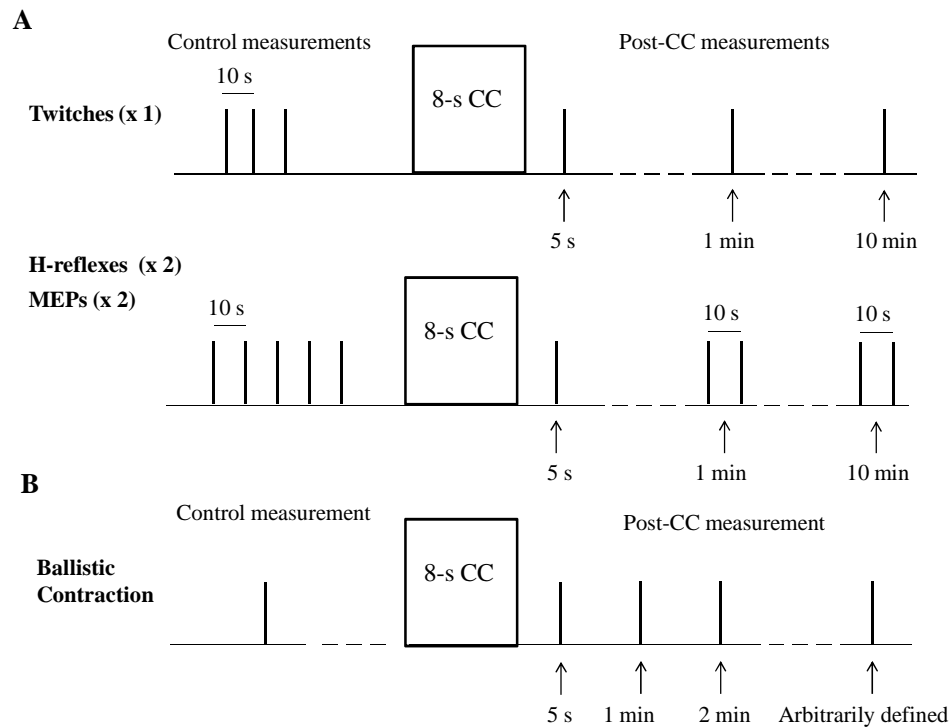 A
Control measurements
Post-CC measurements
10 s
8-s CC
Twitches (x 1)
5 s
1 min
10 min
H-reflexes (x 2)
MEPs (x 2)
10 s
8-s CC
10 s
10 s
5 s
1 min
10 min
B
Control measurement
Post-CC measurement
8-s CC
Ballistic
Contraction
5 s
1 min
2 min
Arbitrarily defined